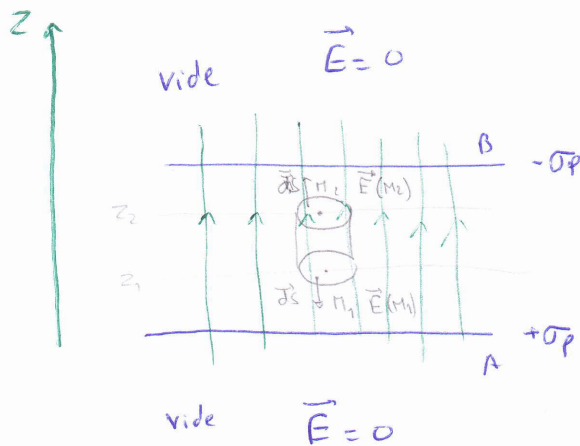 Z
vide
E = 0
B
-σp
dS M2 E(M2)
Z2
Z1
dS M1 E(M1)
+σp
A
vide
E = 0